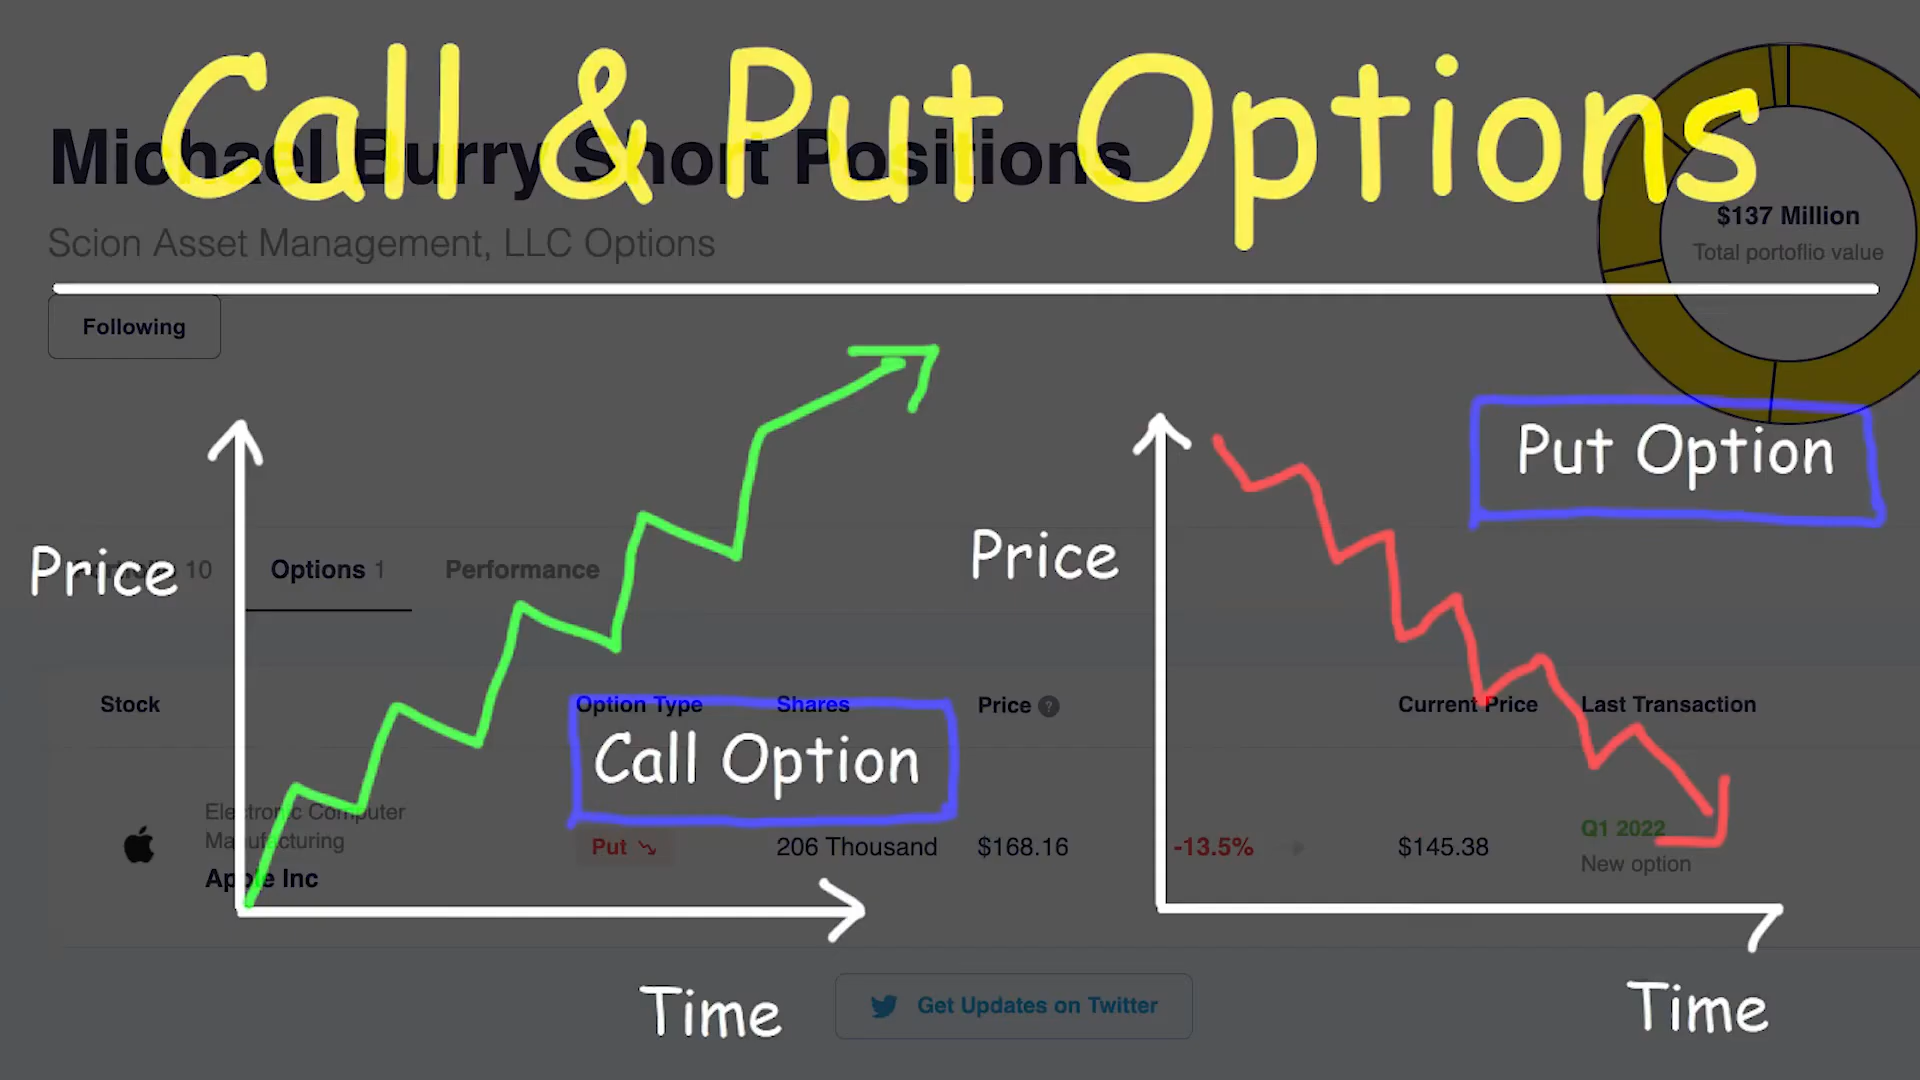 Call & Put Options
Michael Burry Short Positions
Scion Asset Management, LLC Options
$137 Million
Total portoflio value
Following
Put Option
Price
Price
10
Options 1
Performance
Stock
Option Type
Shares
Price ?
Current Price
Last Transaction
Call Option
Electronic Computer
Manufacturing
Apple Inc
Put
206 Thousand
$168.16
-13.5%
$145.38
Q1 2022
New option
Time
Get Updates on Twitter
Time